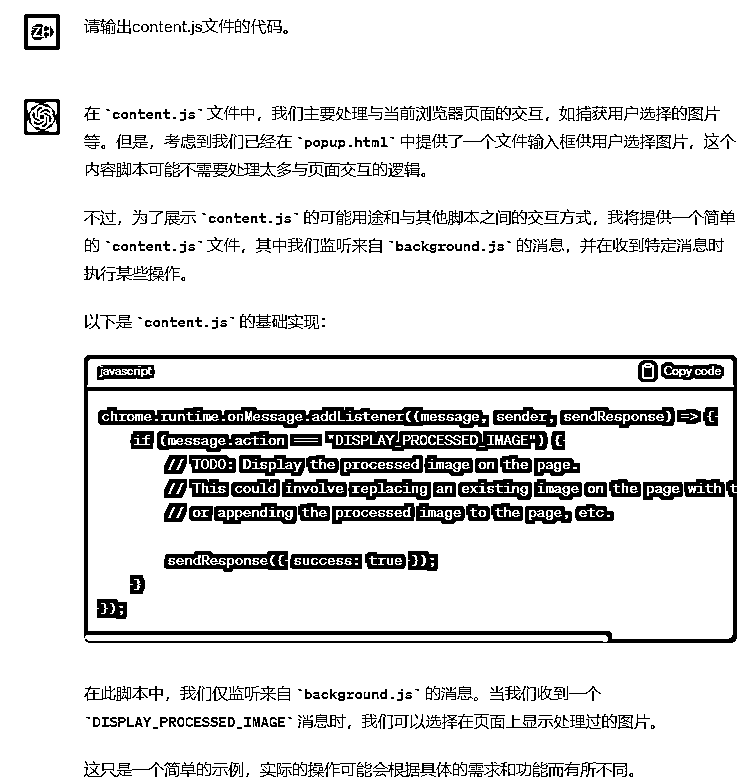 请输出content.js文件的代码。
在 `content.js` 文件中，我们主要处理与当前浏览器页面的交互，如捕获用户选择的图片
等。但是，考虑到我们已经在 `popup.html` 中提供了一个文件输入框供用户选择图片，这个
内容脚本可能不需要处理太多与页面交互的逻辑。
不过，为了展示 `content.js` 的可能用途和与其他脚本之间的交互方式，我将提供一个简单
的 `content.js` 文件，其中我们监听来自 `background.js` 的消息，并在收到特定消息时
执行某些操作。
以下是 `content.js` 的基础实现：
javascript Copy code
chrome.runtime.onMessage.addListener((message, sender, sendResponse) => {
if (message.action === "DISPLAY_PROCESSED_IMAGE") {
// TODO: Display the processed image on the page.
// This could involve replacing an existing image on the page with t
// or appending the processed image to the page, etc.
sendResponse({ success: true });
}
});
在此脚本中，我们仅监听来自 `background.js` 的消息。当我们收到一个
`DISPLAY_PROCESSED_IMAGE` 消息时，我们可以选择在页面上显示处理过的图片。
这只是一个简单的示例，实际的操作可能会根据具体的需求和功能而有所不同。